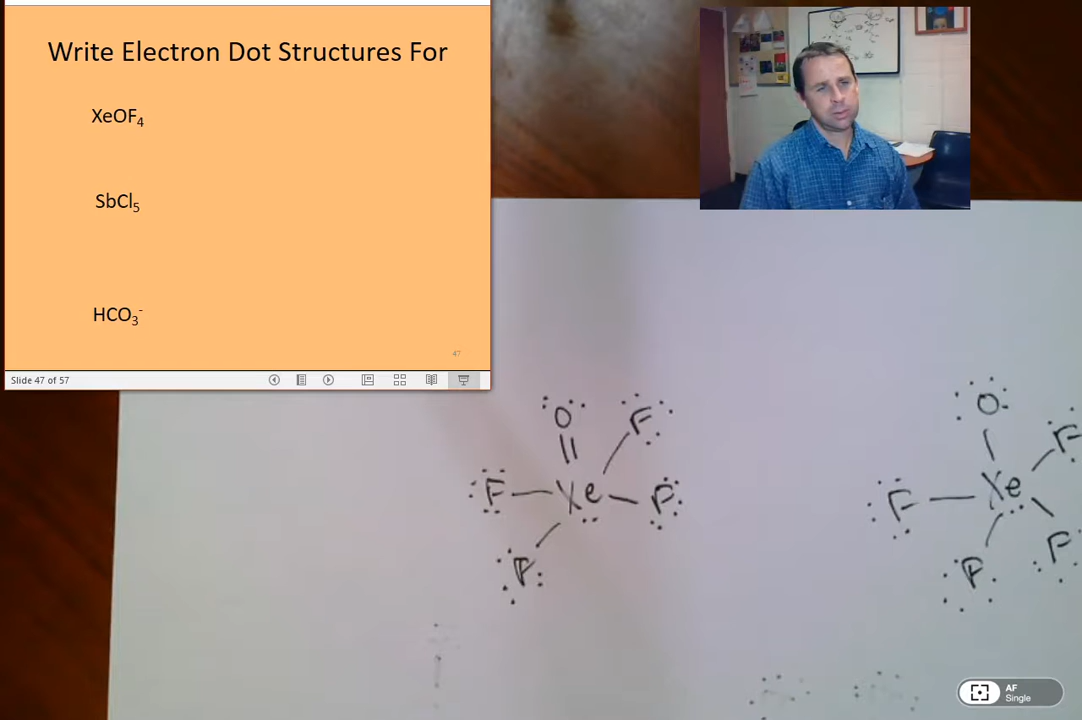 Write Electron Dot Structures For
XeOF4
SbCl5
HCO3-
47
Slide 47 of 57
O F
F Xe F
F
O F
F Xe
F F
AF
Single